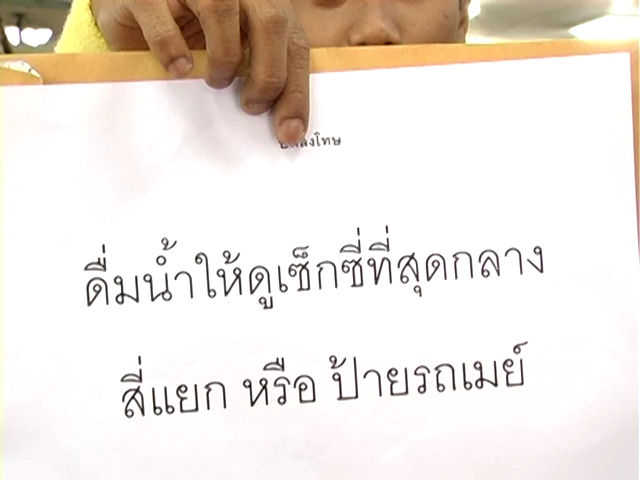 ดื่มน้ำให้ดูเซ็กซี่ที่สุดกลาง
สี่แยก หรือ ป้ายรถเมย์